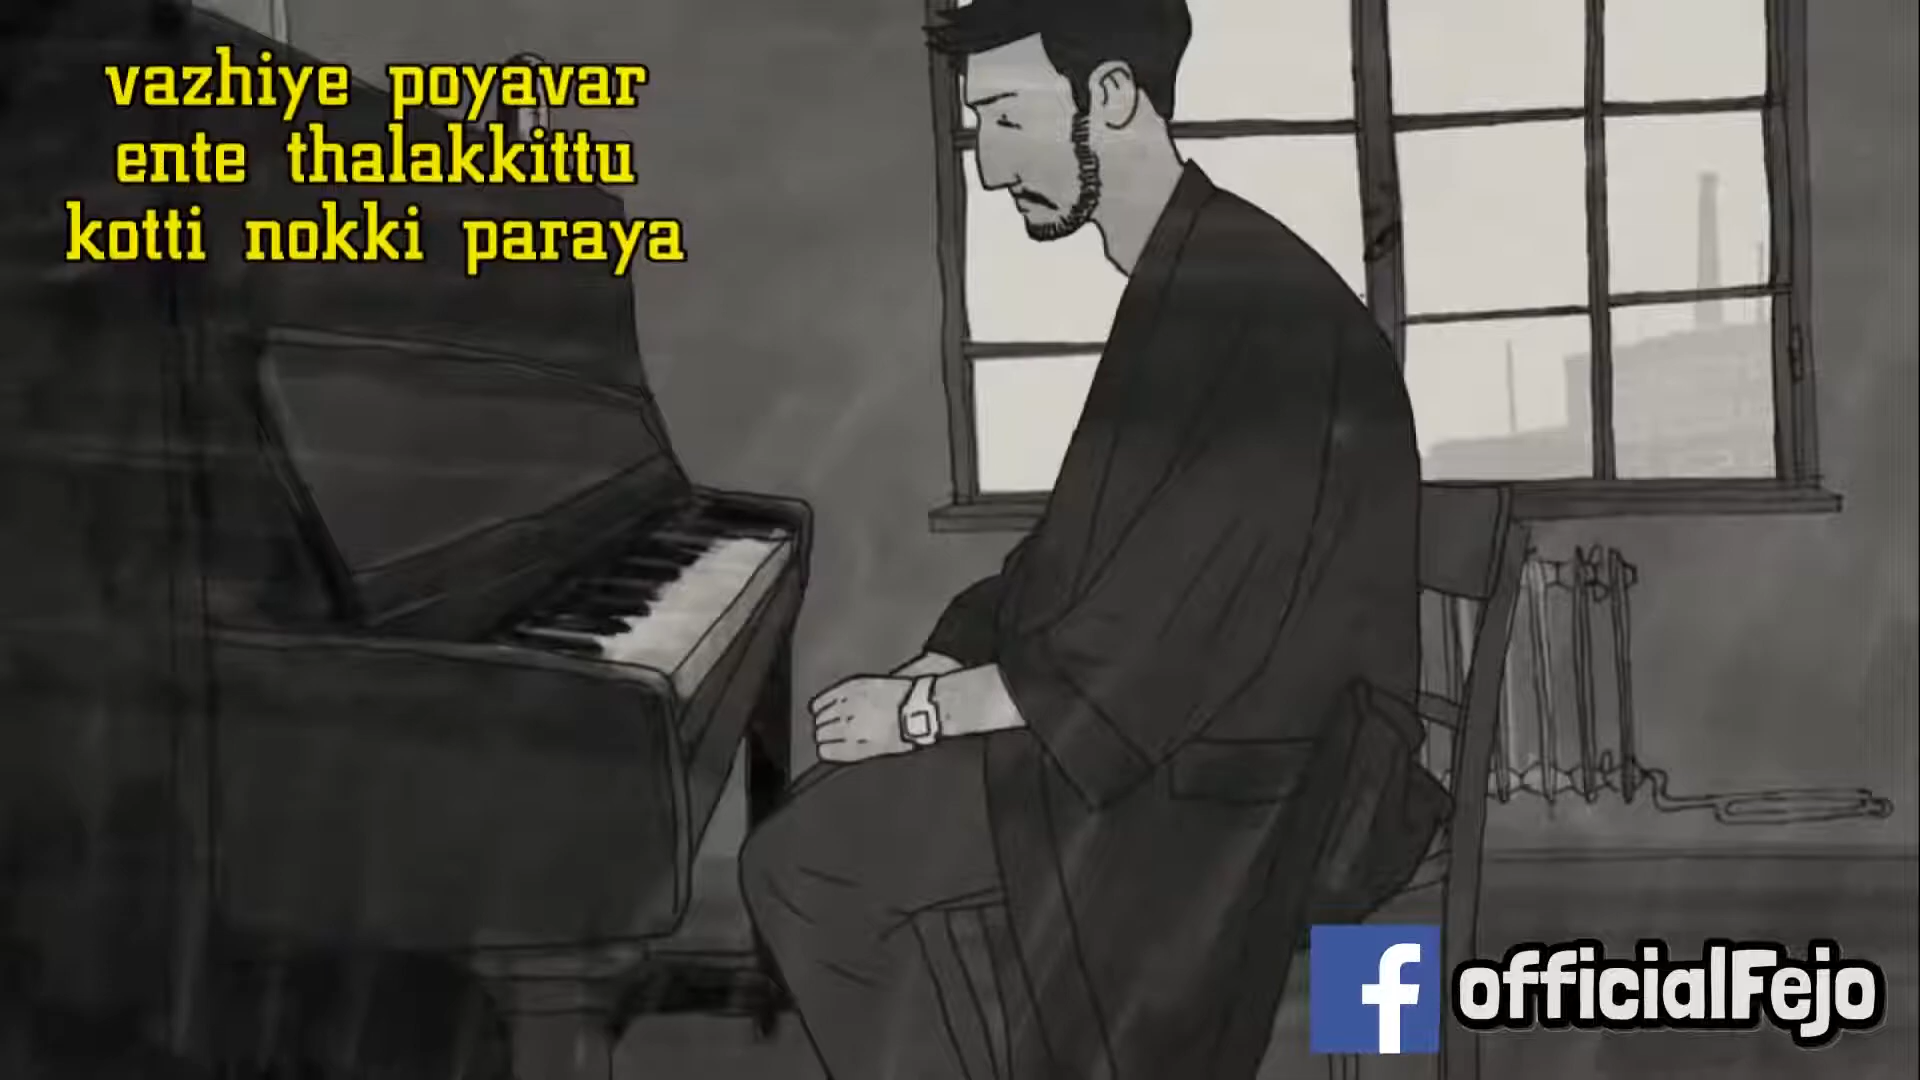 vazhiye poyavar
ente thalakkittu
kotti nokki paraya
f officialFejo